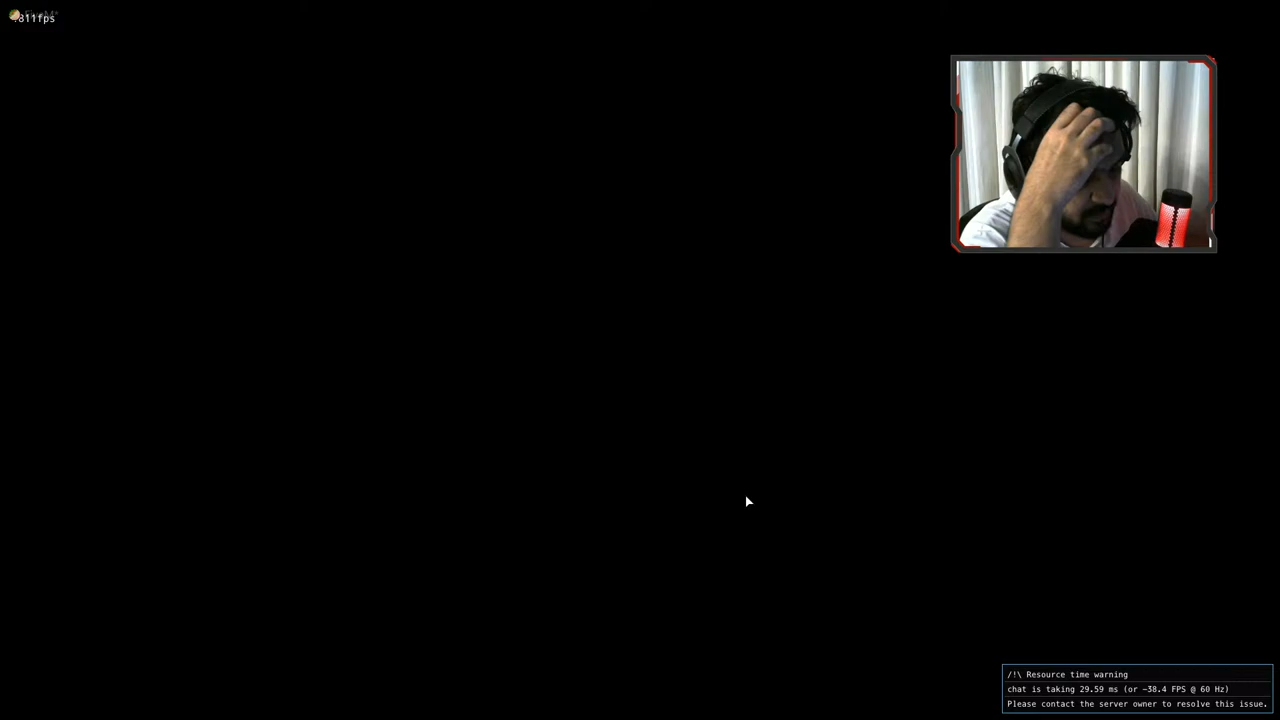 311fps
/!\ Resource time warning
chat is taking 29.59 ms (or -38.4 FPS @ 60 Hz)
Please contact the server owner to resolve this issue.